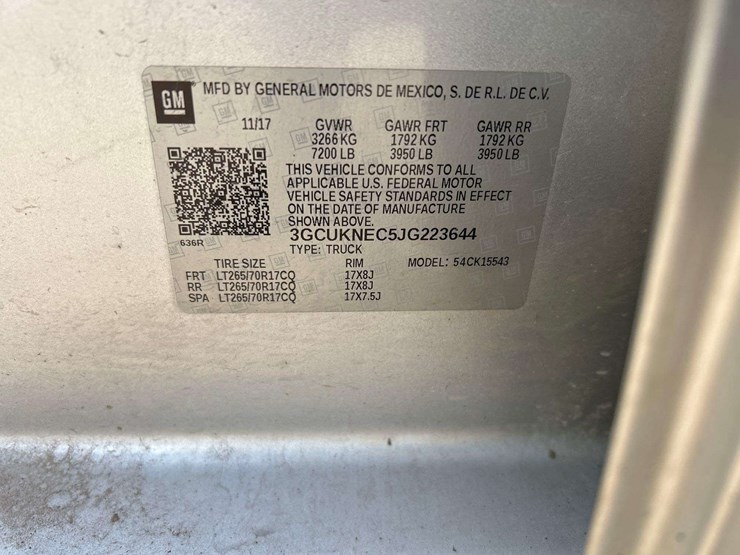 GM
MFD BY GENERAL MOTORS DE MEXICO, S. DE R.L. DE C.V.
11/17 GVWR GAWR FRT GAWR RR
3266 KG 1792 KG 1792 KG
7200 LB 3950 LB 3950 LB
THIS VEHICLE CONFORMS TO ALL
APPLICABLE U.S. FEDERAL MOTOR
VEHICLE SAFETY STANDARDS IN EFFECT
ON THE DATE OF MANUFACTURE
SHOWN ABOVE.
636R
3GCUKNEC5JG223644
TYPE: TRUCK
TIRE SIZE RIM MODEL: 54CK15543
FRT LT265/70R17CQ 17X8J
RR LT265/70R17CQ 17X8J
SPA LT265/70R17CQ 17X7.5J